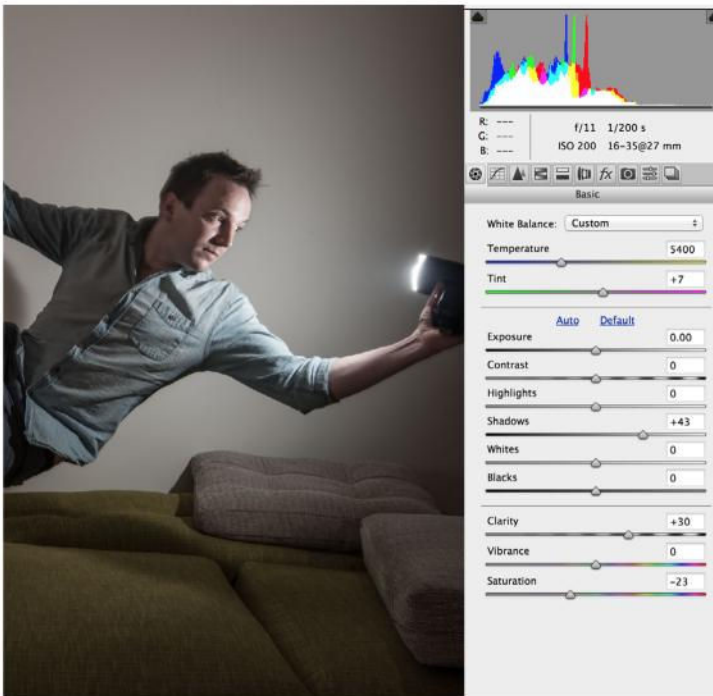 R: ---
G: ---
B: ---
f/11 1/200 s
ISO 200 16-35@27 mm
fx
Basic
White Balance: Custom
Temperature 5400
Tint +7
Auto Default
Exposure 0.00
Contrast 0
Highlights 0
Shadows +43
Whites 0
Blacks 0
Clarity +30
Vibrance 0
Saturation -23